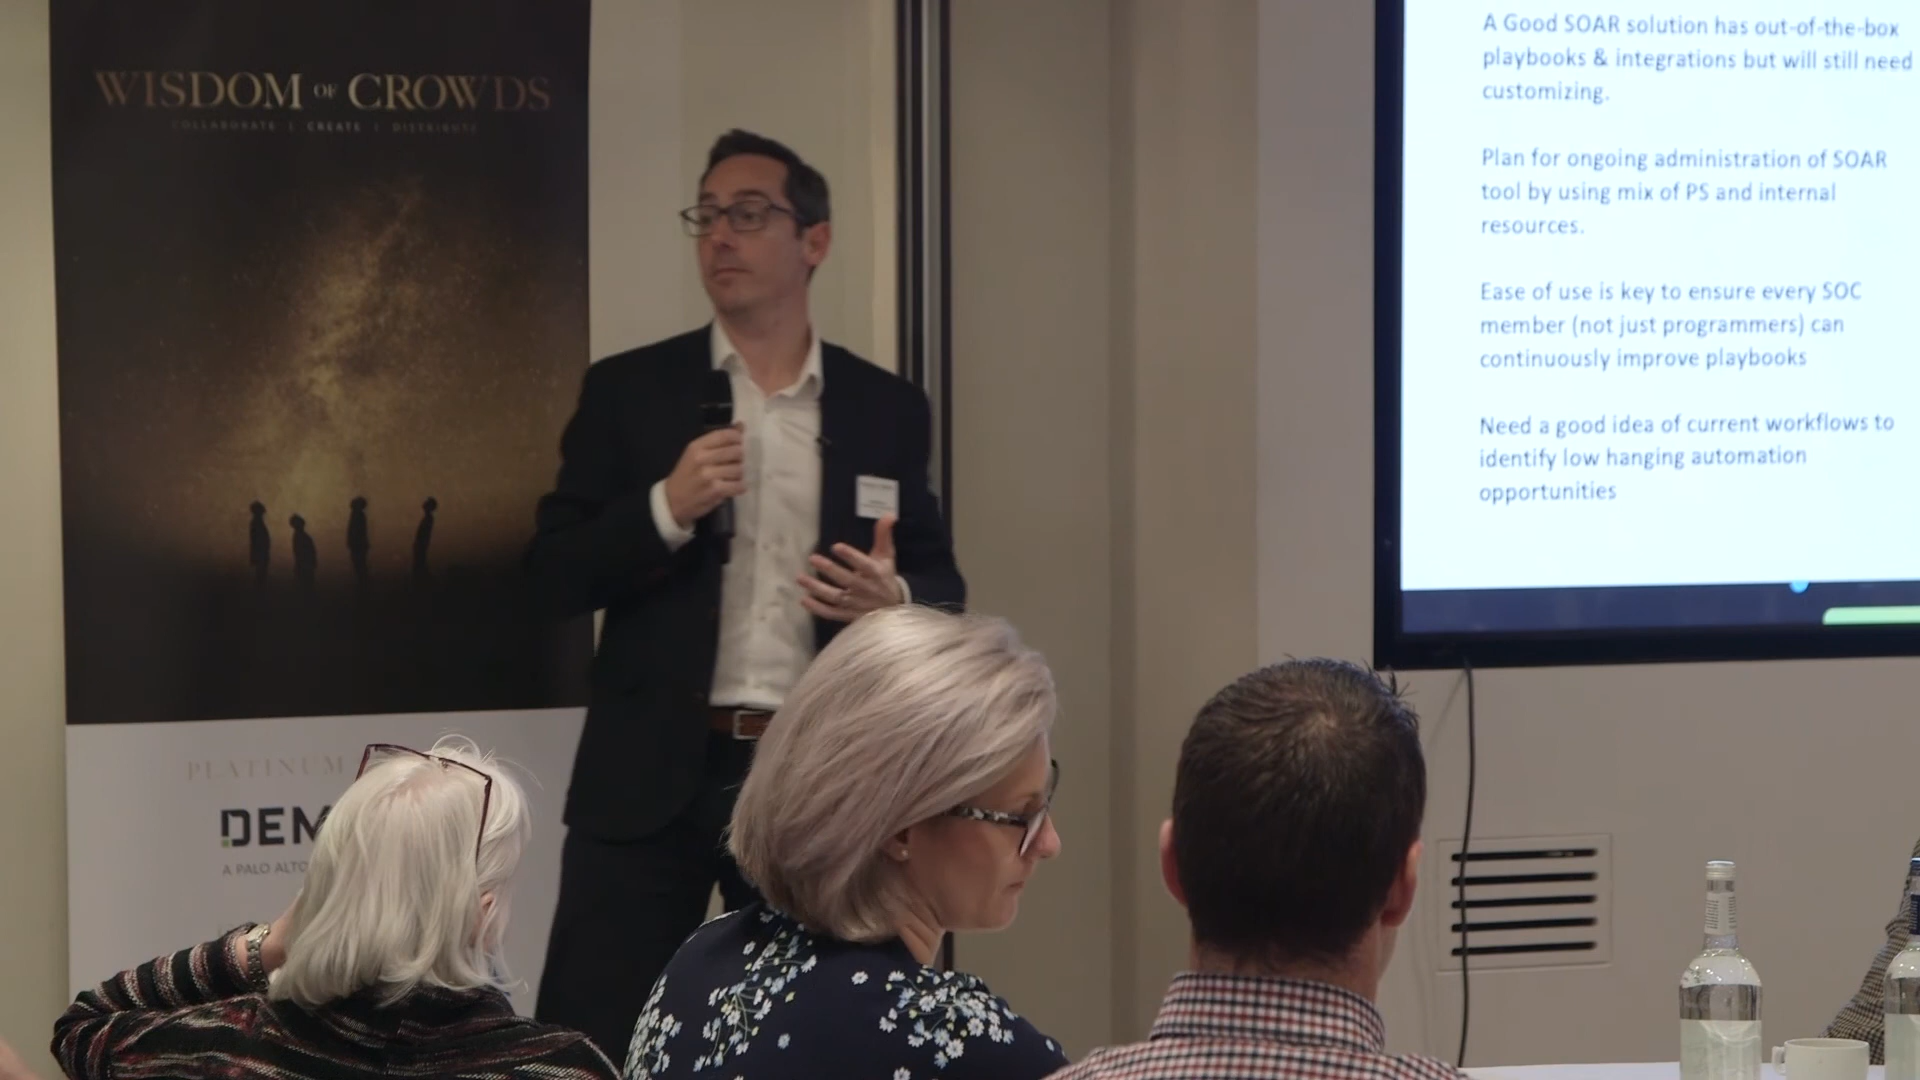 WISDOM OF CROWDS
COLLABORATE | CREATE | DISTRIBUTE
PLATINUM
DEM
A PALO ALTO
A Good SOAR solution has out-of-the-box
playbooks & integrations but will still need
customizing.
Plan for ongoing administration of SOAR
tool by using mix of PS and internal
resources.
Ease of use is key to ensure every SOC
member (not just programmers) can
continuously improve playbooks
Need a good idea of current workflows to
identify low hanging automation
opportunities